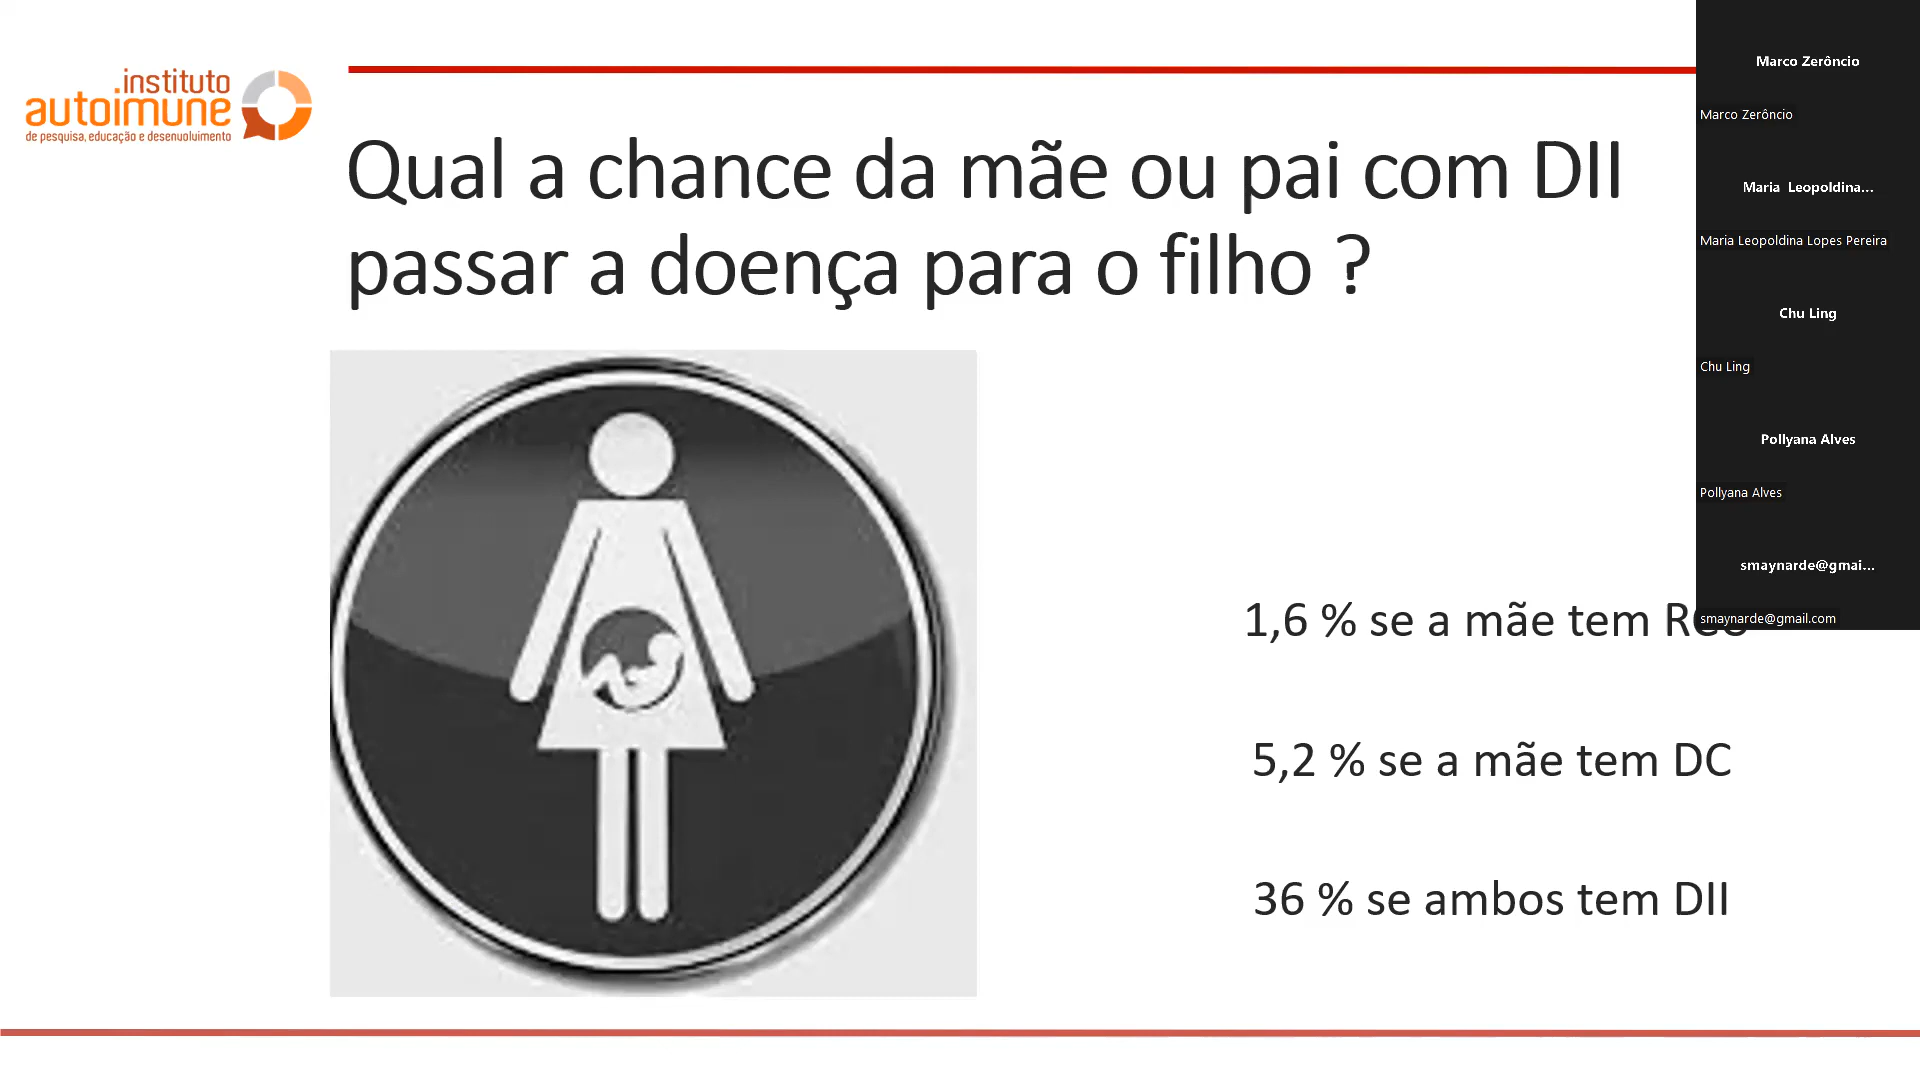 instituto
autoimune
de pesquisa, educação e desenvolvimento
Qual a chance da mãe ou pai com DII
passar a doença para o filho ?
1,6 % se a mãe tem
5,2 % se a mãe tem DC
36 % se ambos tem DII
Marco Zerôncio
Marco Zerôncio
Maria Leopoldina...
Maria Leopoldina Lopes Pereira
Chu Ling
Chu Ling
Pollyana Alves
Pollyana Alves
smaynarde@gmai...
smaynarde@gmail.com